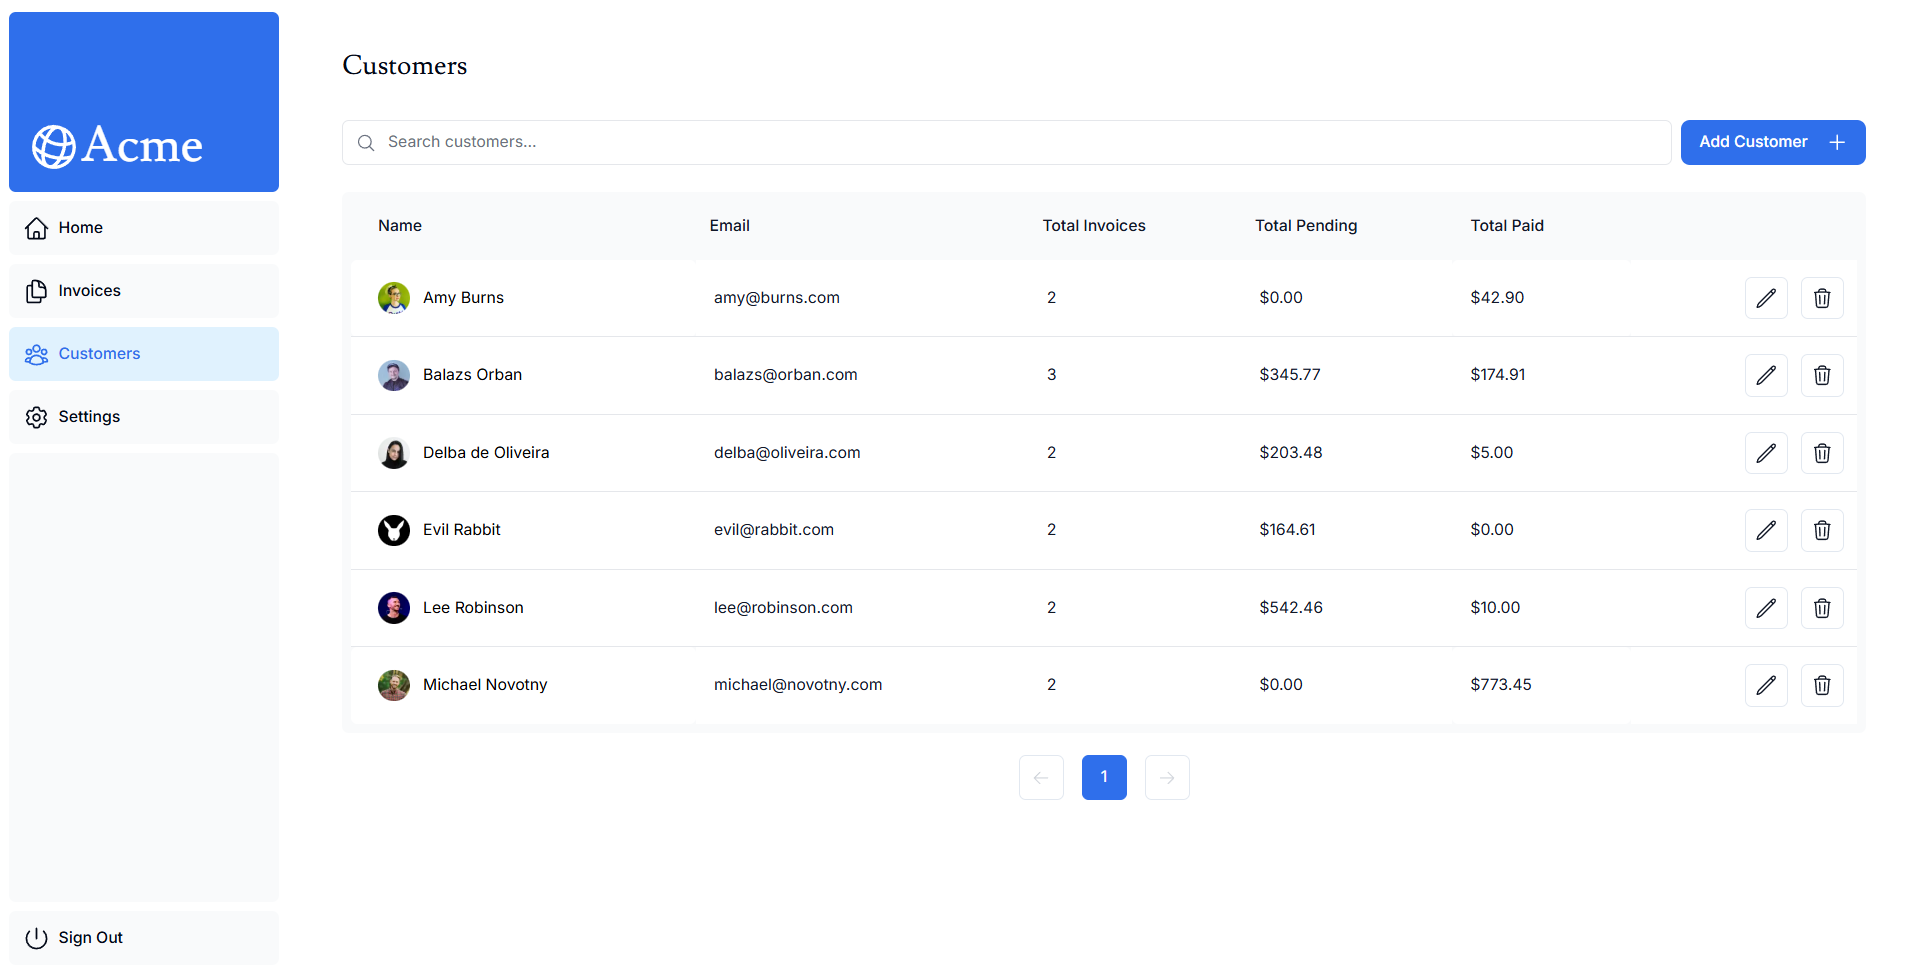 Acme
Home
Invoices
Customers
Settings
Sign Out
Customers
Search customers...
Add Customer
Name Email Total Invoices Total Pending Total Paid
Amy Burns amy@burns.com 2 $0.00 $42.90
Balazs Orban balazs@orban.com 3 $345.77 $174.91
Delba de Oliveira delba@oliveira.com 2 $203.48 $5.00
Evil Rabbit evil@rabbit.com 2 $164.61 $0.00
Lee Robinson lee@robinson.com 2 $542.46 $10.00
Michael Novotny michael@novotny.com 2 $0.00 $773.45
1